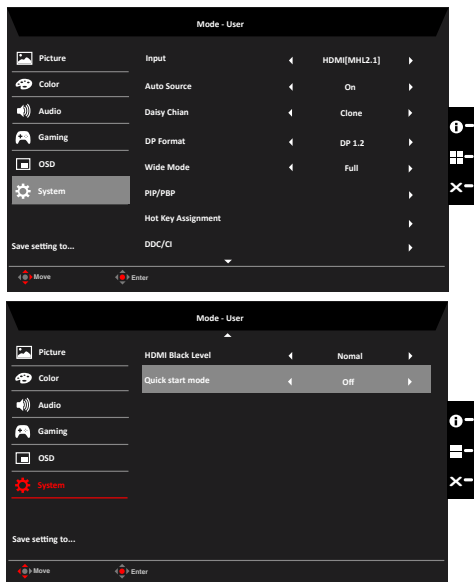 Mode - User
Picture Input HDMI[MHL2.1]
Color Auto Source On
Audio Daisy Chian Clone
Gaming DP Format DP 1.2
OSD Wide Mode Full
System PIP/PBP
Hot Key Assignment
Save setting to... DDC/CI
Move Enter
Mode - User
Picture HDMI Black Level Nomal
Color Quick start mode Off
Audio
Gaming
OSD
System
Save setting to...
Move Enter